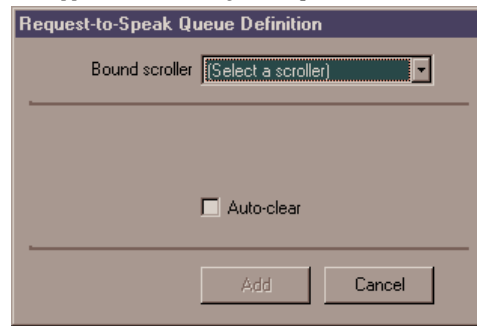 Request-to-Speak Queue Definition
Bound scroller (Select a scroller)
Auto-clear
Add Cancel